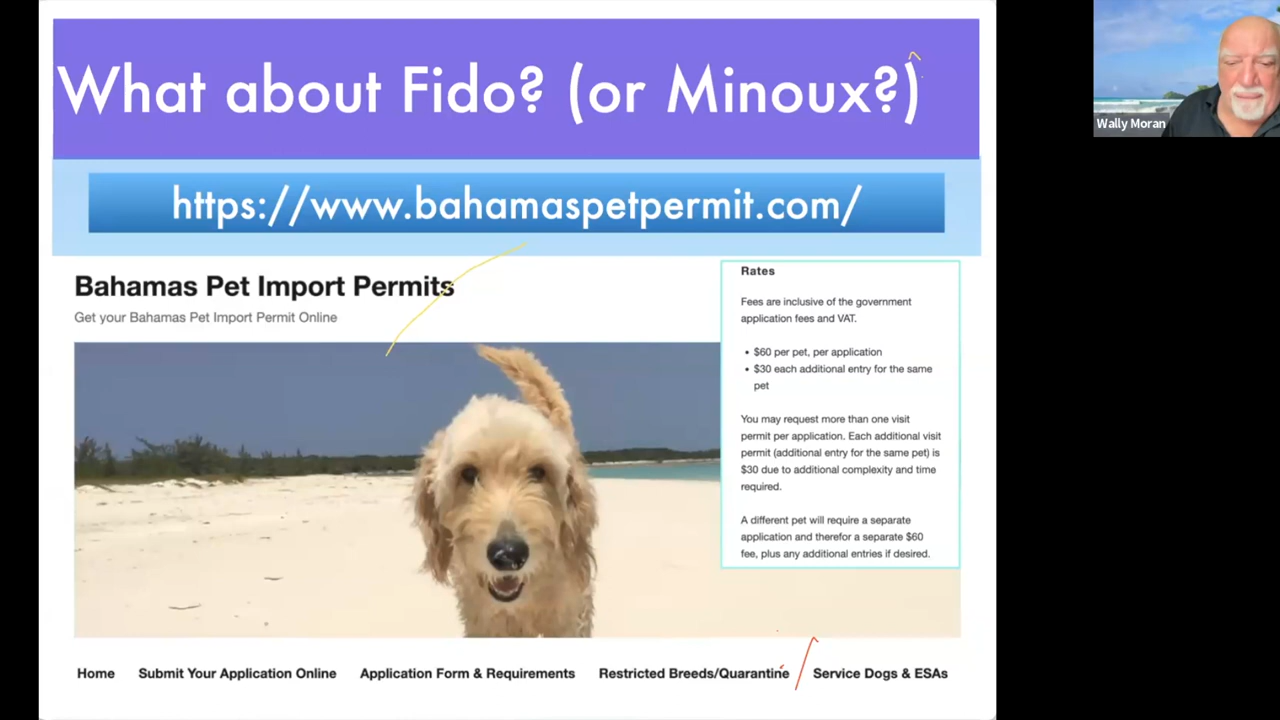 What about Fido? (or Minoux?)
Wally Moran
https://www.bahamaspetpermit.com/
Bahamas Pet Import Permits
Get your Bahamas Pet Import Permit Online
Rates
Fees are inclusive of the government
application fees and VAT.
• $60 per pet, per application
• $30 each additional entry for the same
pet
You may request more than one visit
permit per application. Each additional visit
permit (additional entry for the same pet) is
$30 due to additional complexity and time
required.
A different pet will require a separate
application and therefor a separate $60
fee, plus any additional entries if desired.
Home Submit Your Application Online Application Form & Requirements Restricted Breeds/Quarantine Service Dogs & ESAs